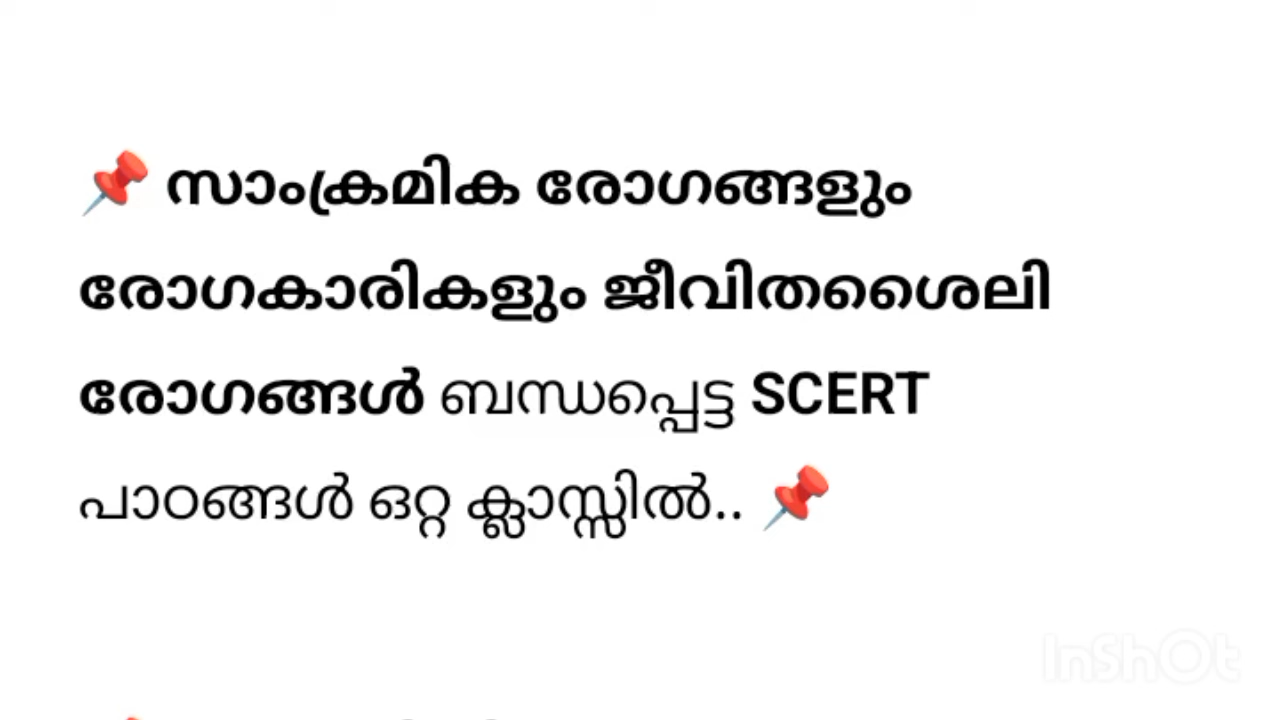 📌 സാംക്രമിക രോഗങ്ങളും
രോഗകാരികളും ജീവിതശൈലി
രോഗങ്ങൾ ബന്ധപ്പെട്ട SCERT
പാഠങ്ങൾ ഒറ്റ ക്ലാസ്സിൽ.. 📌
InShOt